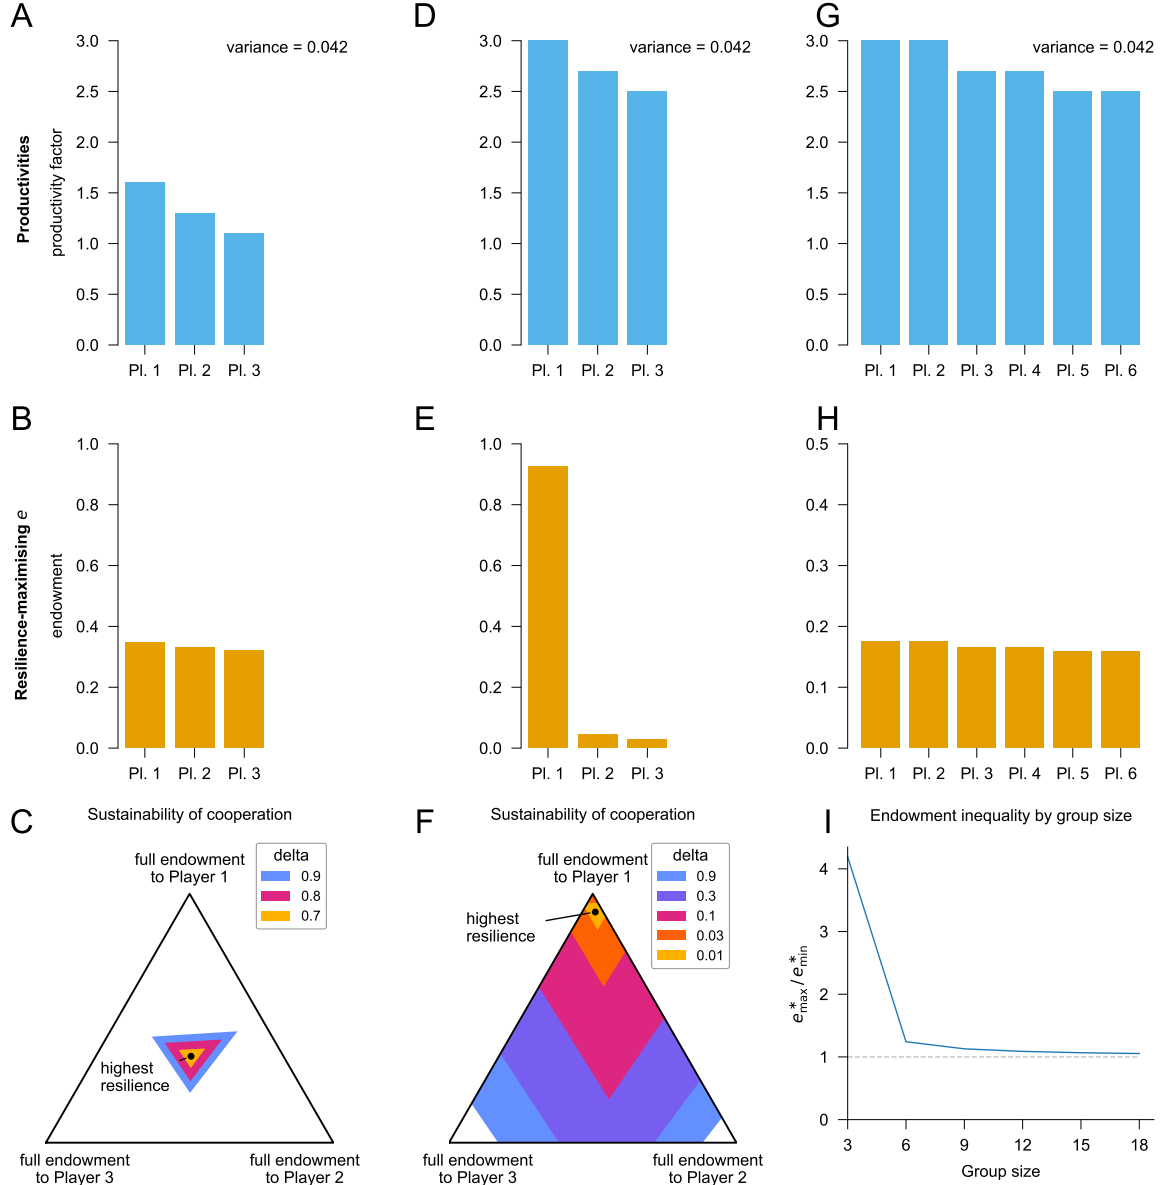 A
D
G
variance = 0.042
variance = 0.042
variance = 0.042
Productivities
productivity factor
3.0
2.5
2.0
1.5
1.0
0.5
0.0
Pl. 1
Pl. 2
Pl. 3
3.0
2.5
2.0
1.5
1.0
0.5
0.0
Pl. 1
Pl. 2
Pl. 3
3.0
2.5
2.0
1.5
1.0
0.5
0.0
Pl. 1
Pl. 2
Pl. 3
Pl. 4
Pl. 5
Pl. 6
B
E
H
Resilience-maximising e
endowment
1.0
0.8
0.6
0.4
0.2
0.0
Pl. 1
Pl. 2
Pl. 3
1.0
0.8
0.6
0.4
0.2
0.0
Pl. 1
Pl. 2
Pl. 3
0.5
0.4
0.3
0.2
0.1
0.0
Pl. 1
Pl. 2
Pl. 3
Pl. 4
Pl. 5
Pl. 6
C
Sustainability of cooperation
full endowment
to Player 1
delta
0.9
0.8
0.7
highest
resilience
full endowment
to Player 3
full endowment
to Player 2
F
Sustainability of cooperation
full endowment
to Player 1
delta
0.9
0.3
0.1
0.03
0.01
highest
resilience
full endowment
to Player 3
full endowment
to Player 2
I
Endowment inequality by group size
e*max / e*min
4
3
2
1
0
3
6
9
12
15
18
Group size